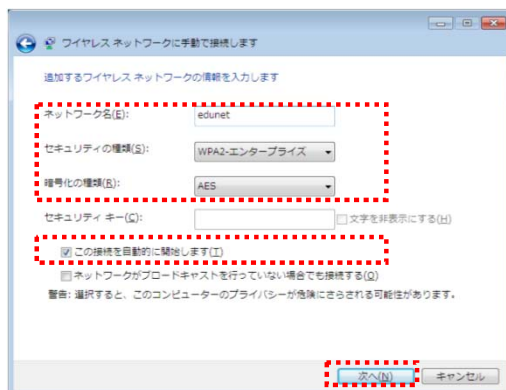 ワイヤレス ネットワークに手動で接続します
追加するワイヤレス ネットワークの情報を入力します
ネットワーク名(E): edunet
セキュリティの種類(S): WPA2-エンタープライズ
暗号化の種類(R): AES
セキュリティ キー(C): 文字を非表示にする(H)
この接続を自動的に開始します(T)
ネットワークがブロードキャストを行っていない場合でも接続する(O)
警告: 選択すると、このコンピューターのプライバシーが危険にさらされる可能性があります。
次へ(N) キャンセル